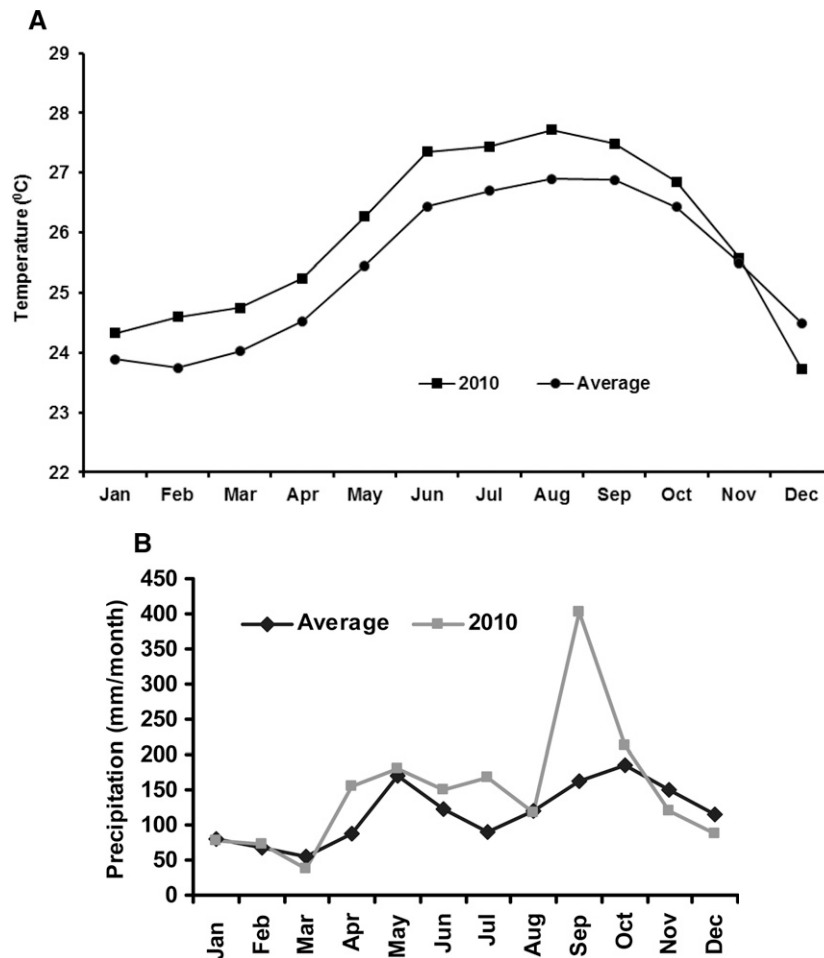 A
Temperature (⁰C)
29
28
27
26
25
24
23
22
2010 Average
Jan Feb Mar Apr May Jun Jul Aug Sep Oct Nov Dec
B
Precipitation (mm/month)
450
400
350
300
250
200
150
100
50
0
Average 2010
Jan Feb Mar Apr May Jun Jul Aug Sep Oct Nov Dec